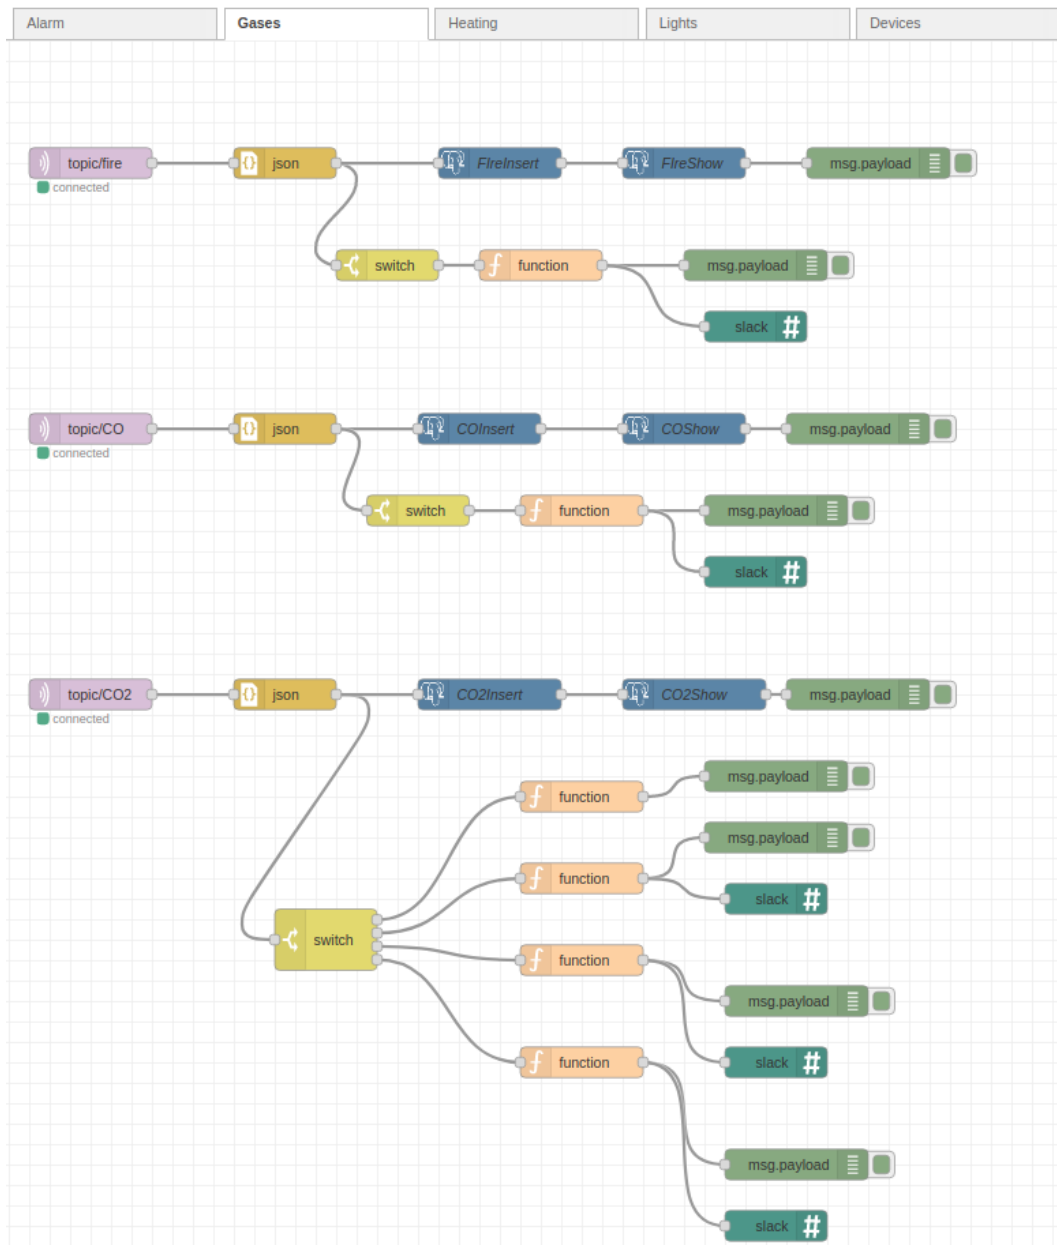 Alarm Gases Heating Lights Devices
topic/fire json FIreInsert FIreShow msg.payload
connected
switch function msg.payload
slack
topic/CO json COInsert COShow msg.payload
connected
switch function msg.payload
slack
topic/CO2 json CO2Insert CO2Show msg.payload
connected
msg.payload
function
msg.payload
function
slack
switch
function
msg.payload
function
slack
msg.payload
slack